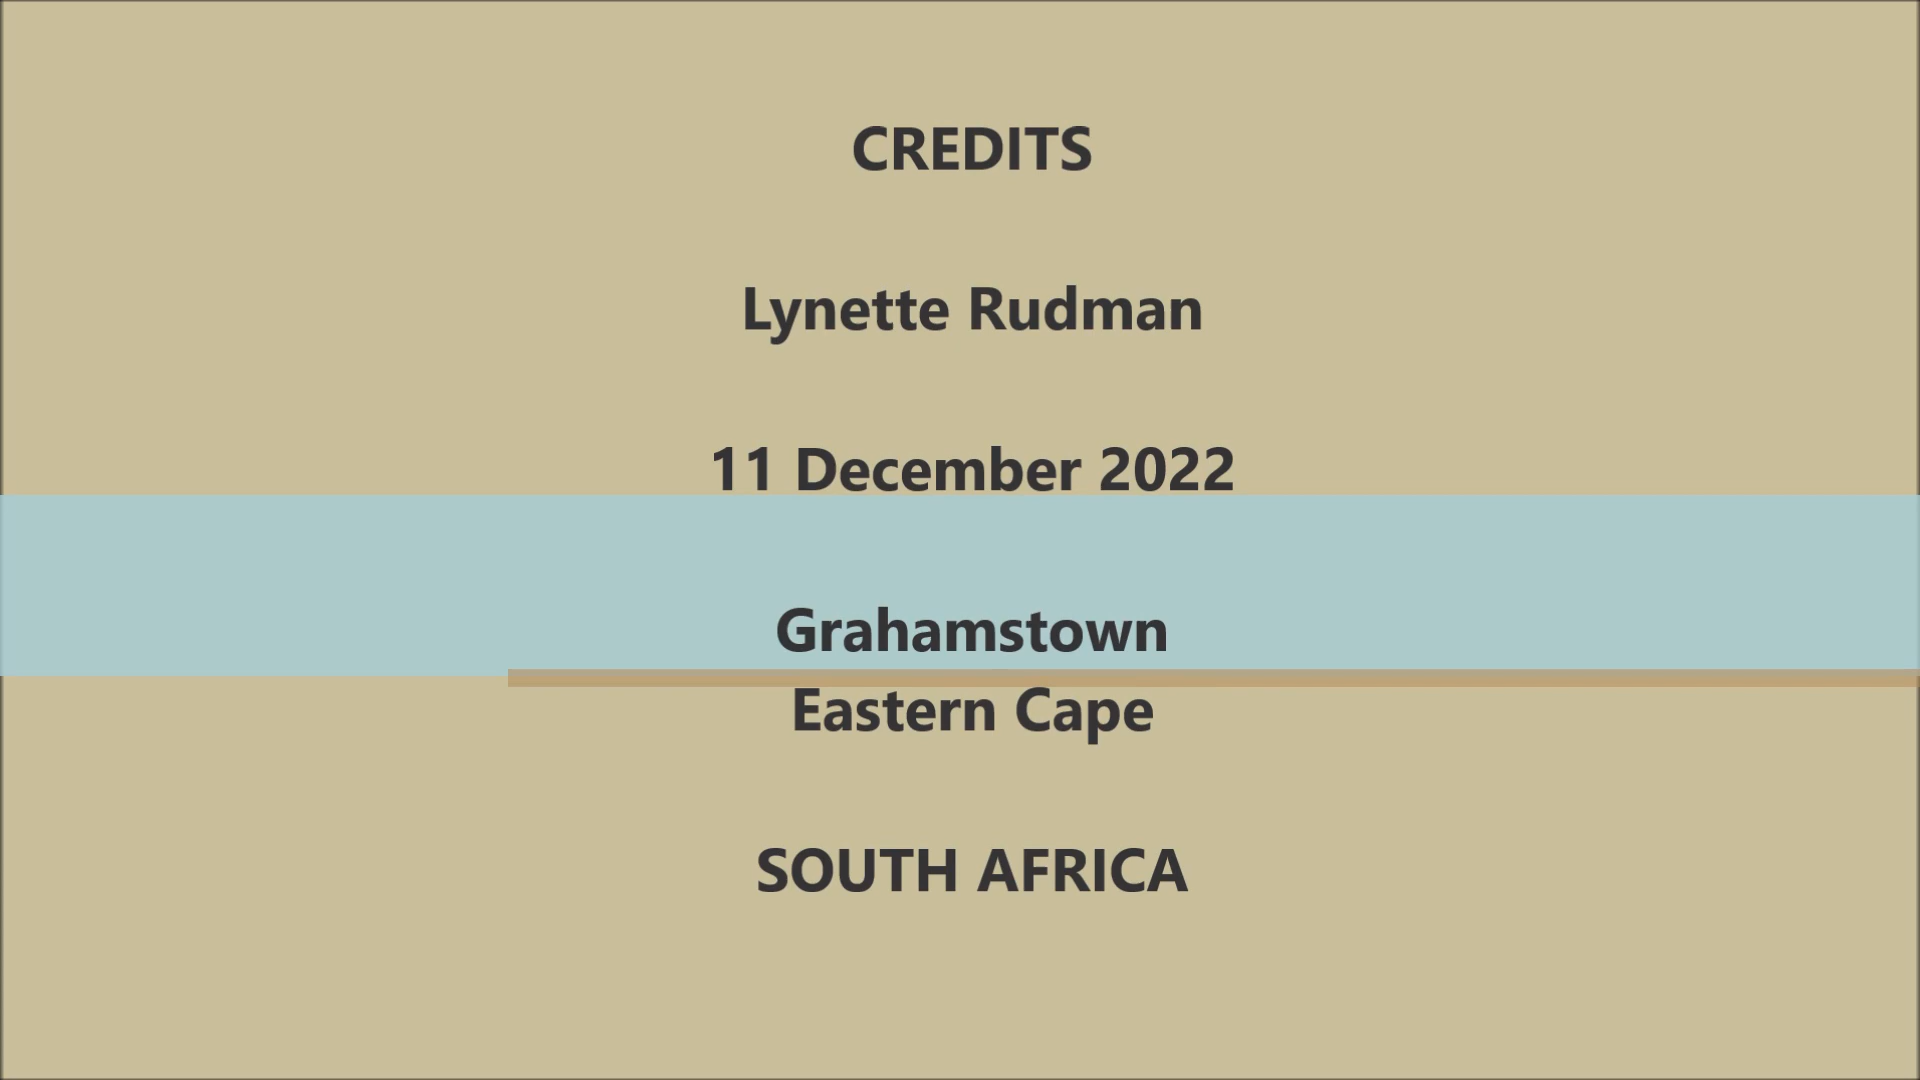 CREDITS
Lynette Rudman
11 December 2022
Grahamstown
Eastern Cape
SOUTH AFRICA